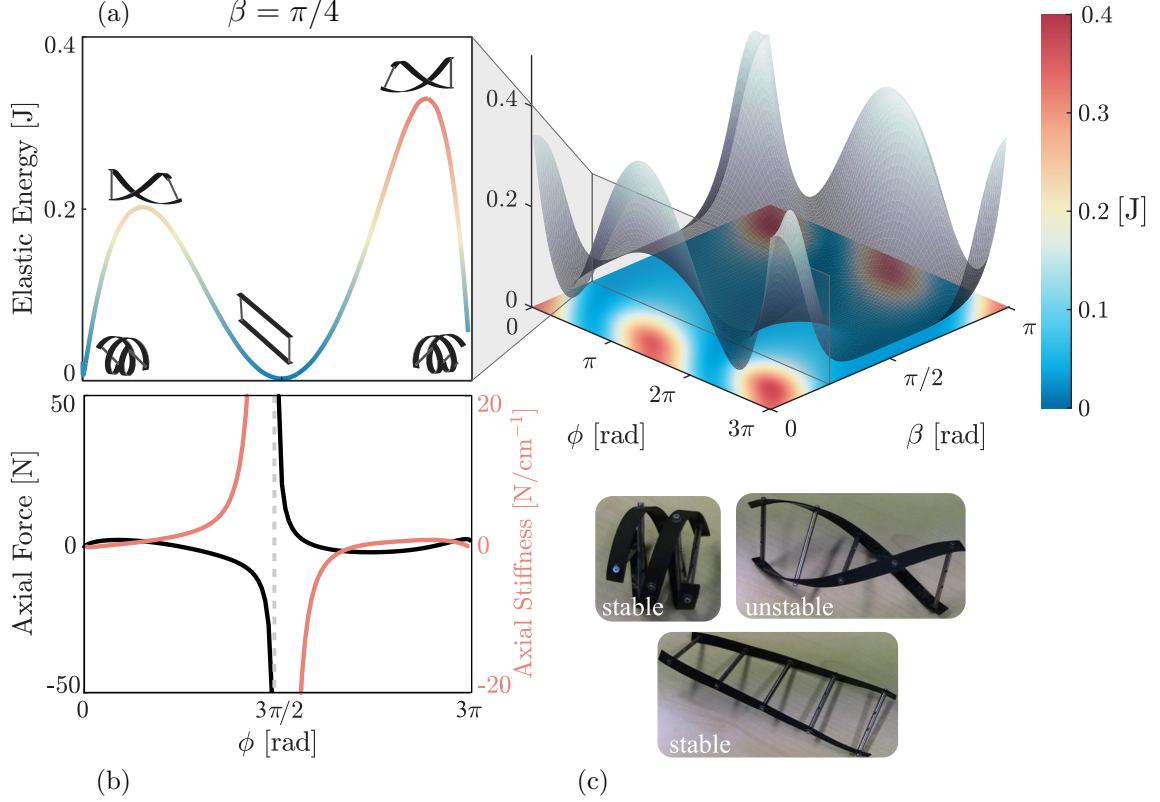 (a)
β = π/4
Elastic Energy [J]
0.4
0.2
0
0.4
0.2
0
0
π
2π
3π
ϕ [rad]
0
π/2
π
β [rad]
0.4
0.3
0.2
0.1
0
[J]
Axial Force [N]
50
0
-50
20
0
-20
Axial Stiffness [N/cm⁻¹]
0
3π/2
3π
ϕ [rad]
stable
unstable
stable
(b)
(c)